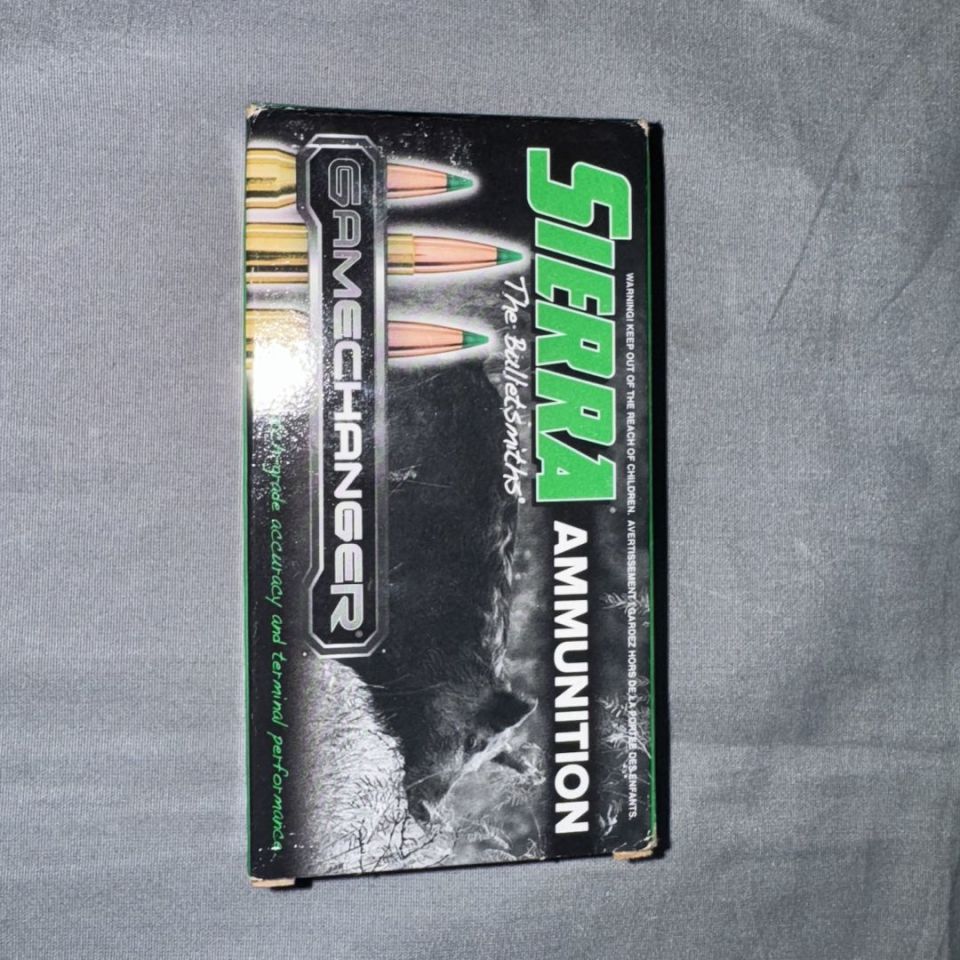 WARNING! KEEP OUT OF THE REACH OF CHILDREN. AVERTISSEMENT! GARDEZ HORS DE LA PORTÉE DES ENFANTS.
SIERRA® AMMUNITION
The Bulletsmiths®
GAMECHANGER®
grade accuracy and terminal performance.